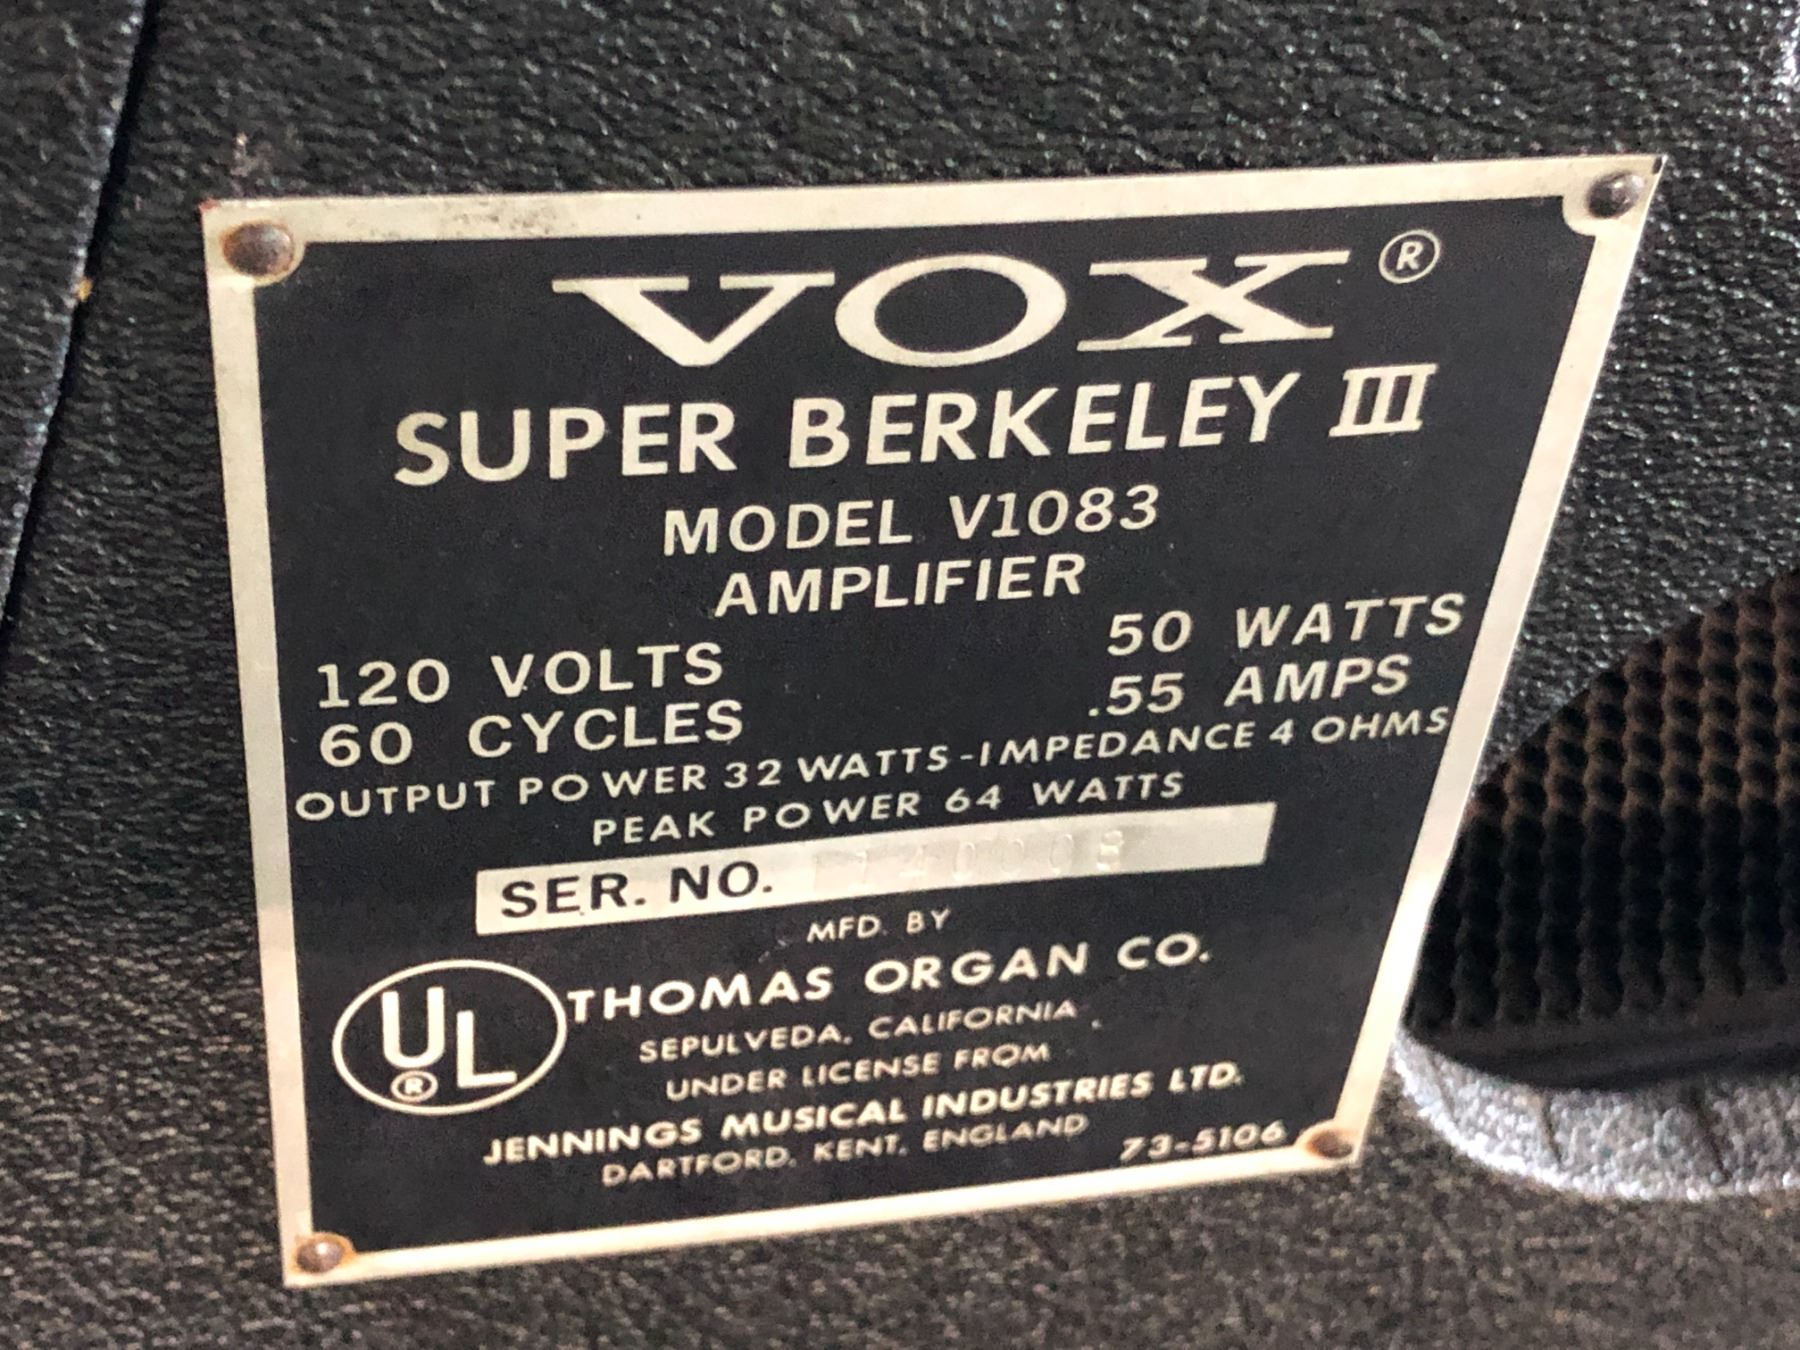 VOX ®
SUPER BERKELEY III
MODEL V1083
AMPLIFIER
120 VOLTS 50 WATTS
60 CYCLES .55 AMPS
OUTPUT POWER 32 WATTS-IMPEDANCE 4 OHMS
PEAK POWER 64 WATTS
SER. NO.
MFD. BY
UL ® THOMAS ORGAN CO.
SEPULVEDA, CALIFORNIA
UNDER LICENSE FROM
JENNINGS MUSICAL INDUSTRIES LTD.
DARTFORD, KENT, ENGLAND 73-5106